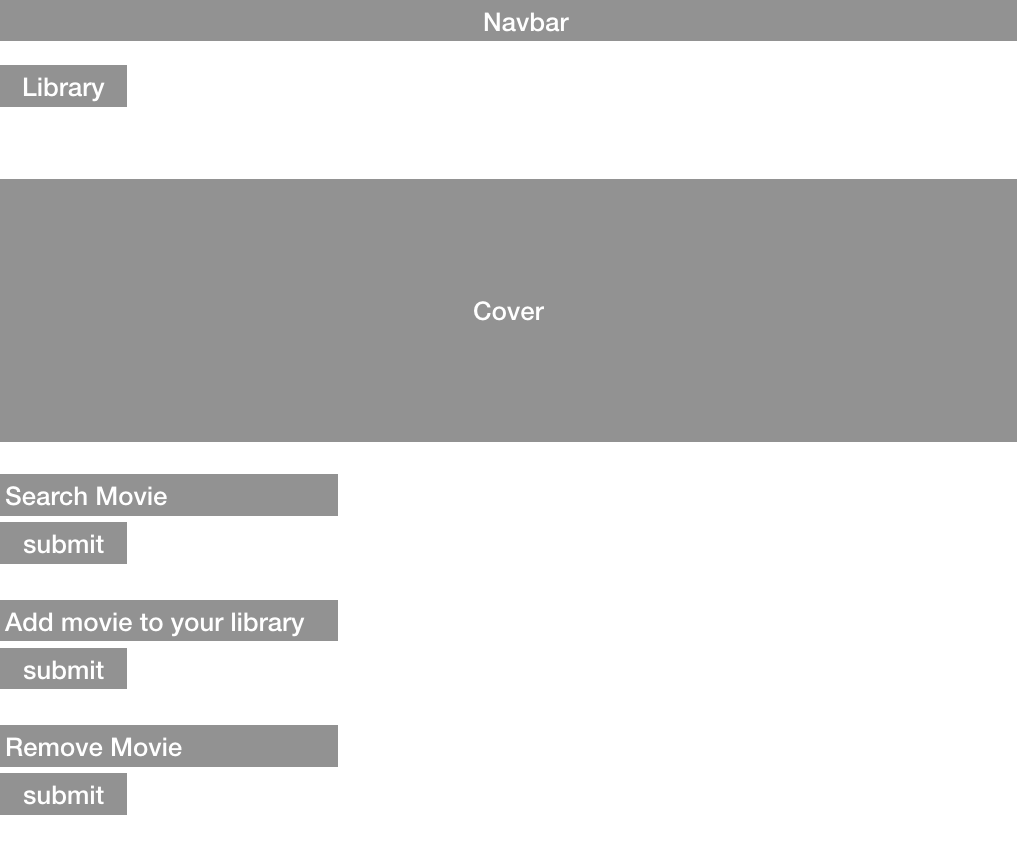 Navbar
Library
Cover
Search Movie
submit
Add movie to your library
submit
Remove Movie
submit